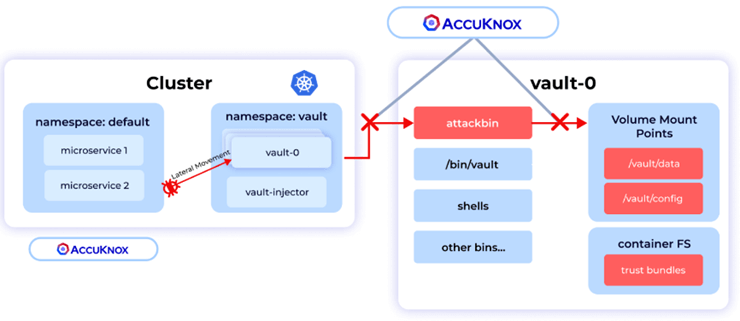 ACCUKNOX
Cluster
namespace: default
microservice 1
microservice 2
Lateral Movement
namespace: vault
vault-0
vault-injector
ACCUKNOX
vault-0
attackbin
/bin/vault
shells
other bins...
Volume Mount
Points
/vault/data
/vault/config
container FS
trust bundles